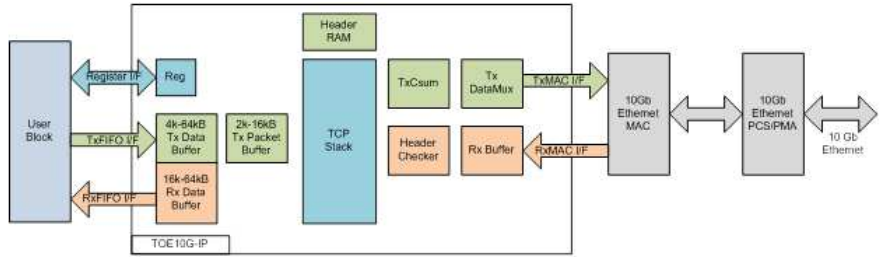 Header
RAM
User
Block
Register I/F
Reg
TxFIFO I/F
4k-64kB
Tx Data
Buffer
2k-16kB
Tx Packet
Buffer
RxFIFO I/F
16k-64kB
Rx Data
Buffer
TCP
Stack
TxCsum
Tx
DataMux
Header
Checker
Rx Buffer
TxMAC I/F
RxMAC I/F
10Gb
Ethernet
MAC
10Gb
Ethernet
PCS/PMA
10 Gb
Ethernet
TOE10G-IP